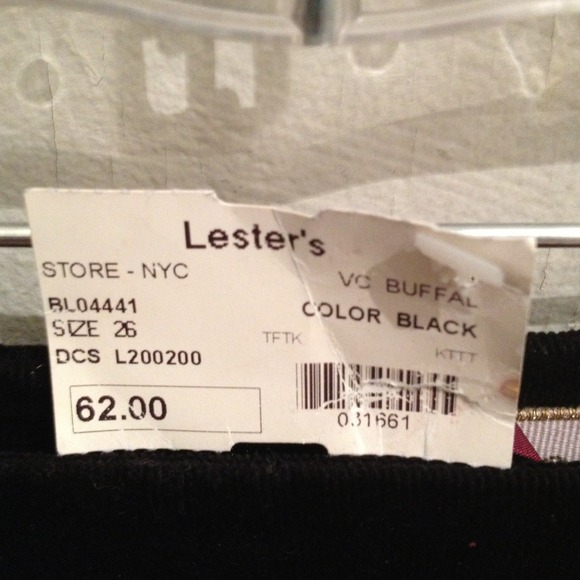 Lester's
STORE - NYC
VC BUFFAL
BL04441
COLOR BLACK
SIZE 26
TFTK
KTTT
DCS L200200
62.00
031661